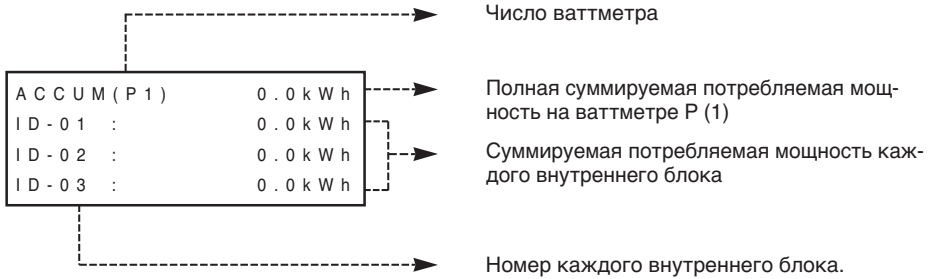 Число ваттметра
ACCUM(P1) 0.0kWh
Полная суммируемая потребляемая мощ-
ность на ваттметре P (1)
ID-01 : 0.0kWh
ID-02 : 0.0kWh
ID-03 : 0.0kWh
Суммируемая потребляемая мощность каж-
дого внутреннего блока
Номер каждого внутреннего блока.